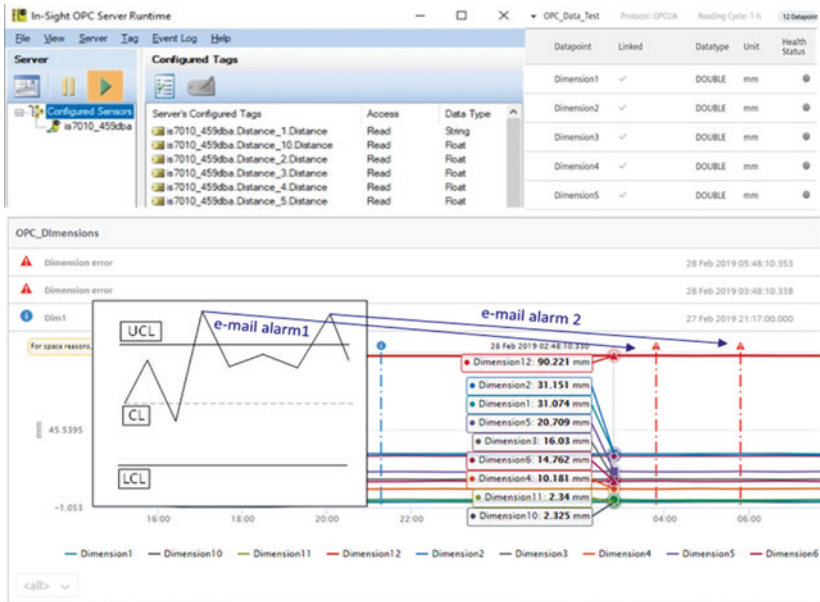 In-Sight OPC Server Runtime
File View Server Tag Event Log Help
Server
Configured Sensors
is7010_459dba
Configured Tags
Server's Configured Tags Access Data Type
is7010_459dba.Distance_1.Distance Read String
is7010_459dba.Distance_10.Distance Read Float
is7010_459dba.Distance_2.Distance Read Float
is7010_459dba.Distance_3.Distance Read Float
is7010_459dba.Distance_4.Distance Read Float
is7010_459dba.Distance_5.Distance Read Float
OPC_Data_Test Protocol: OPCUA Reading Cycle: 1 h 12 Datapoint
Datapoint Linked Datatype Unit Health Status
Dimension1 DOUBLE mm
Dimension2 DOUBLE mm
Dimension3 DOUBLE mm
Dimension4 DOUBLE mm
Dimension5 DOUBLE mm
OPC_DImensions
Dimension error 28 Feb 2019 05:48:10.353
Dimension error 28 Feb 2019 03:48:10.338
Dim1 27 Feb 2019 21:17:00.000
For space reasons,
UCL
CL
LCL
e-mail alarm1
e-mail alarm 2
28 Feb 2019 02:48:10.330
Dimension12: 90.221 mm
Dimension2: 31.151 mm
Dimension1: 31.074 mm
Dimension5: 20.709 mm
Dimension3: 16.03 mm
Dimension6: 14.762 mm
Dimension4: 10.181 mm
Dimension11: 2.34 mm
Dimension10: 2.325 mm
mm
45.5395
-1.053
16:00 18:00 20:00 22:00 04:00 06:00
Dimension1 Dimension10 Dimension11 Dimension12 Dimension2 Dimension3 Dimension4 Dimension5 Dimension6
<all>